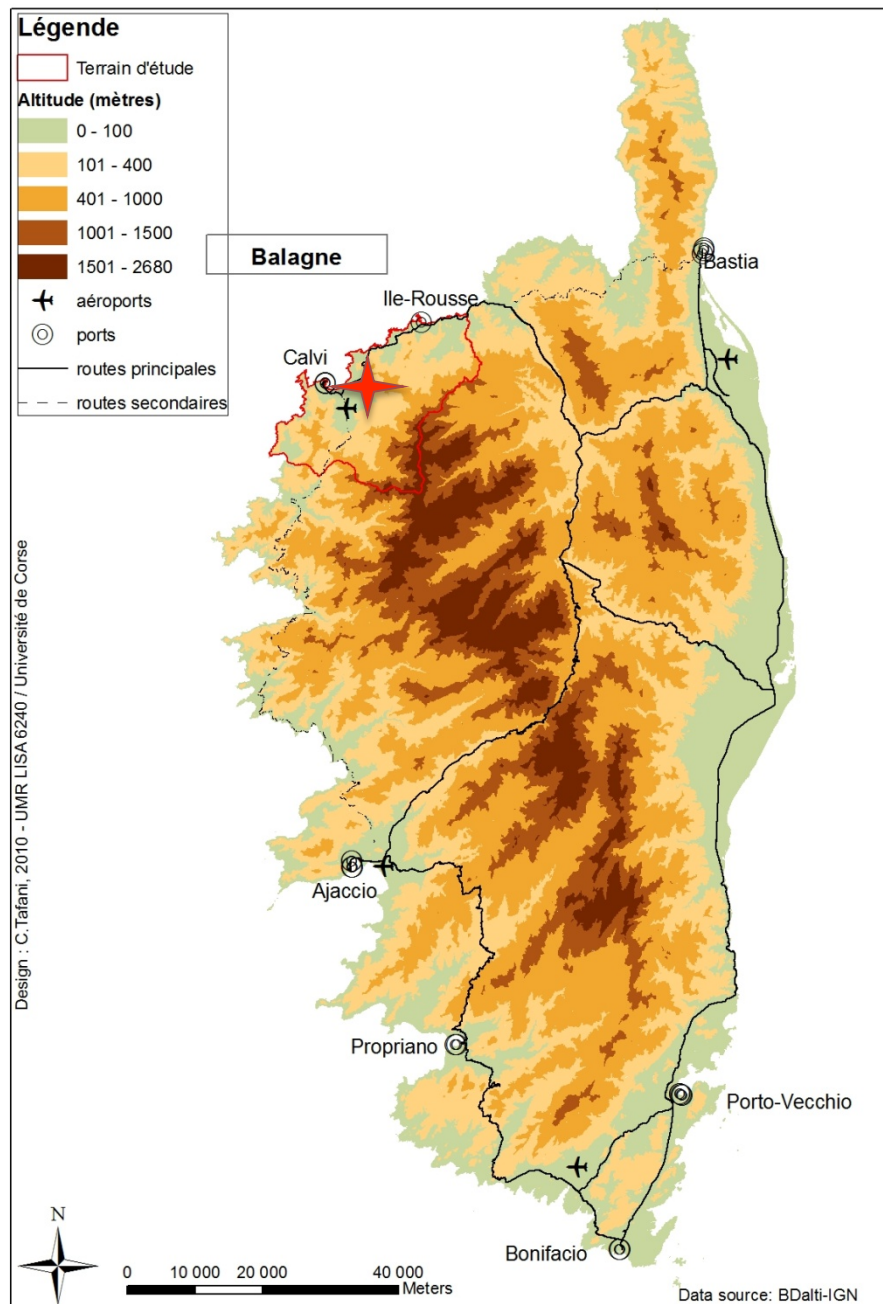 Légende
Terrain d'étude
Altitude (mètres)
0 - 100
101 - 400
401 - 1000
1001 - 1500
1501 - 2680
aéroports
ports
routes principales
routes secondaires
Balagne
Bastia
Ile-Rousse
Calvi
Ajaccio
Propriano
Porto-Vecchio
Bonifacio
Design : C.Tafani, 2010 - UMR LISA 6240 / Université de Corse
N
0 10 000 20 000 40 000
Meters
Data source: BDalti-IGN